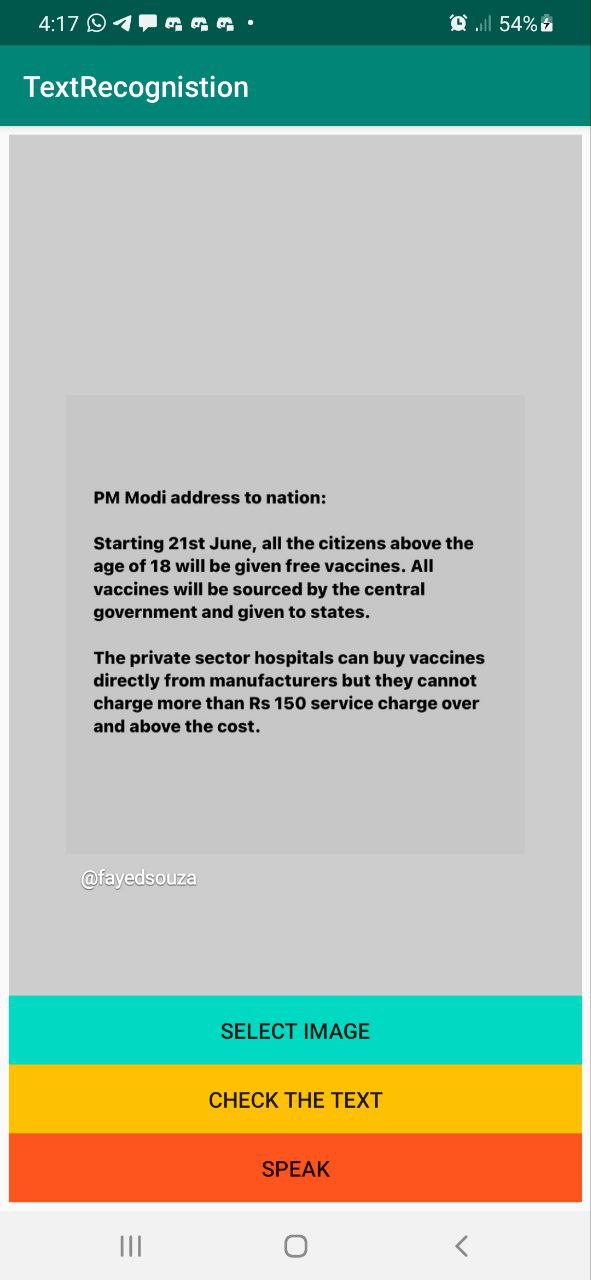 4:17
54%
TextRecognistion
PM Modi address to nation:
Starting 21st June, all the citizens above the
age of 18 will be given free vaccines. All
vaccines will be sourced by the central
government and given to states.
The private sector hospitals can buy vaccines
directly from manufacturers but they cannot
charge more than Rs 150 service charge over
and above the cost.
@fayedsouza
SELECT IMAGE
CHECK THE TEXT
SPEAK